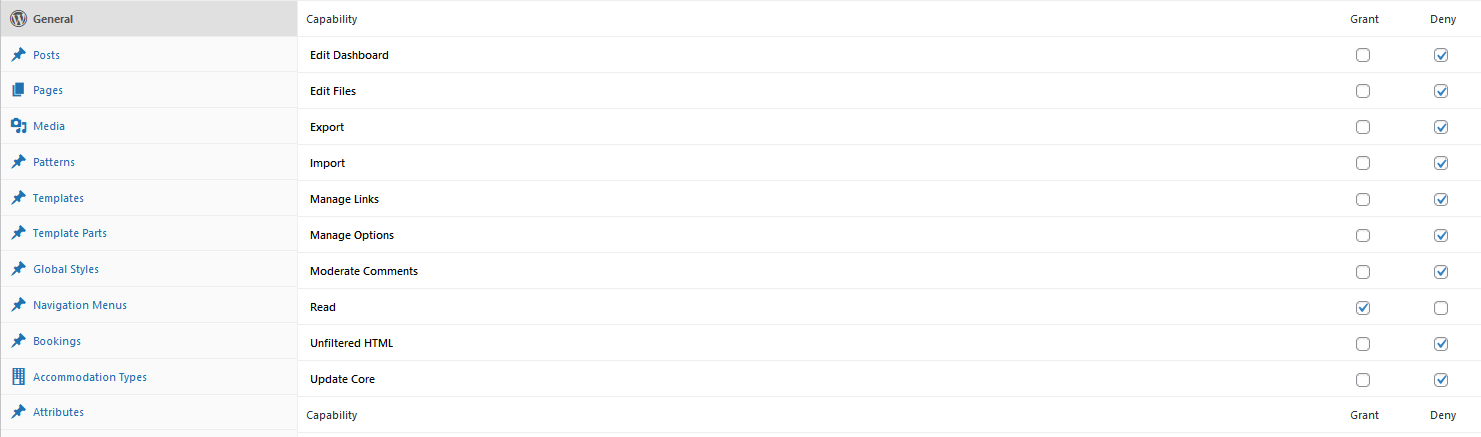 General
Posts
Pages
Media
Patterns
Templates
Template Parts
Global Styles
Navigation Menus
Bookings
Accommodation Types
Attributes
Capability Grant Deny
Edit Dashboard
Edit Files
Export
Import
Manage Links
Manage Options
Moderate Comments
Read
Unfiltered HTML
Update Core
Capability Grant Deny